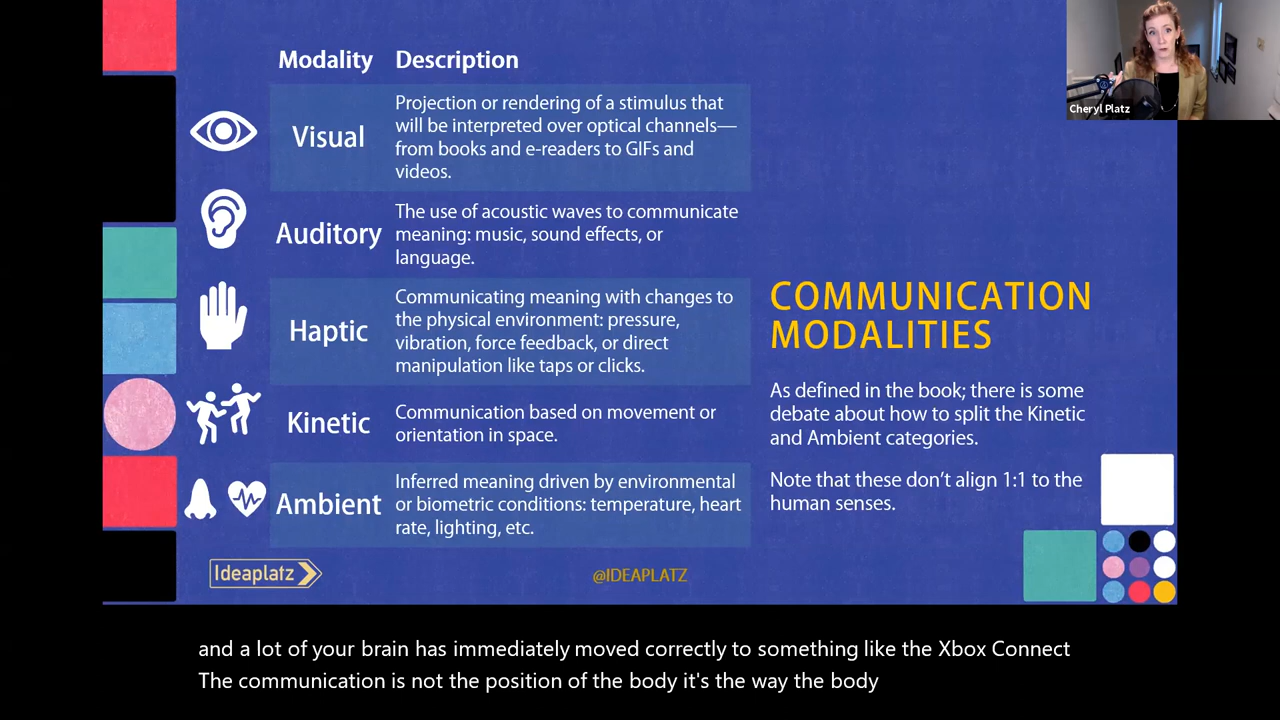 Modality Description
Visual
Projection or rendering of a stimulus that
will be interpreted over optical channels—
from books and e-readers to GIFs and
videos.
Auditory
The use of acoustic waves to communicate
meaning: music, sound effects, or
language.
Haptic
Communicating meaning with changes to
the physical environment: pressure,
vibration, force feedback, or direct
manipulation like taps or clicks.
Kinetic
Communication based on movement or
orientation in space.
Ambient
Inferred meaning driven by environmental
or biometric conditions: temperature, heart
rate, lighting, etc.
COMMUNICATION
MODALITIES
As defined in the book; there is some
debate about how to split the Kinetic
and Ambient categories.
Note that these don’t align 1:1 to the
human senses.
Ideaplatz
@IDEAPLATZ
Cheryl Platz
and a lot of your brain has immediately moved correctly to something like the Xbox Connect
The communication is not the position of the body it's the way the body